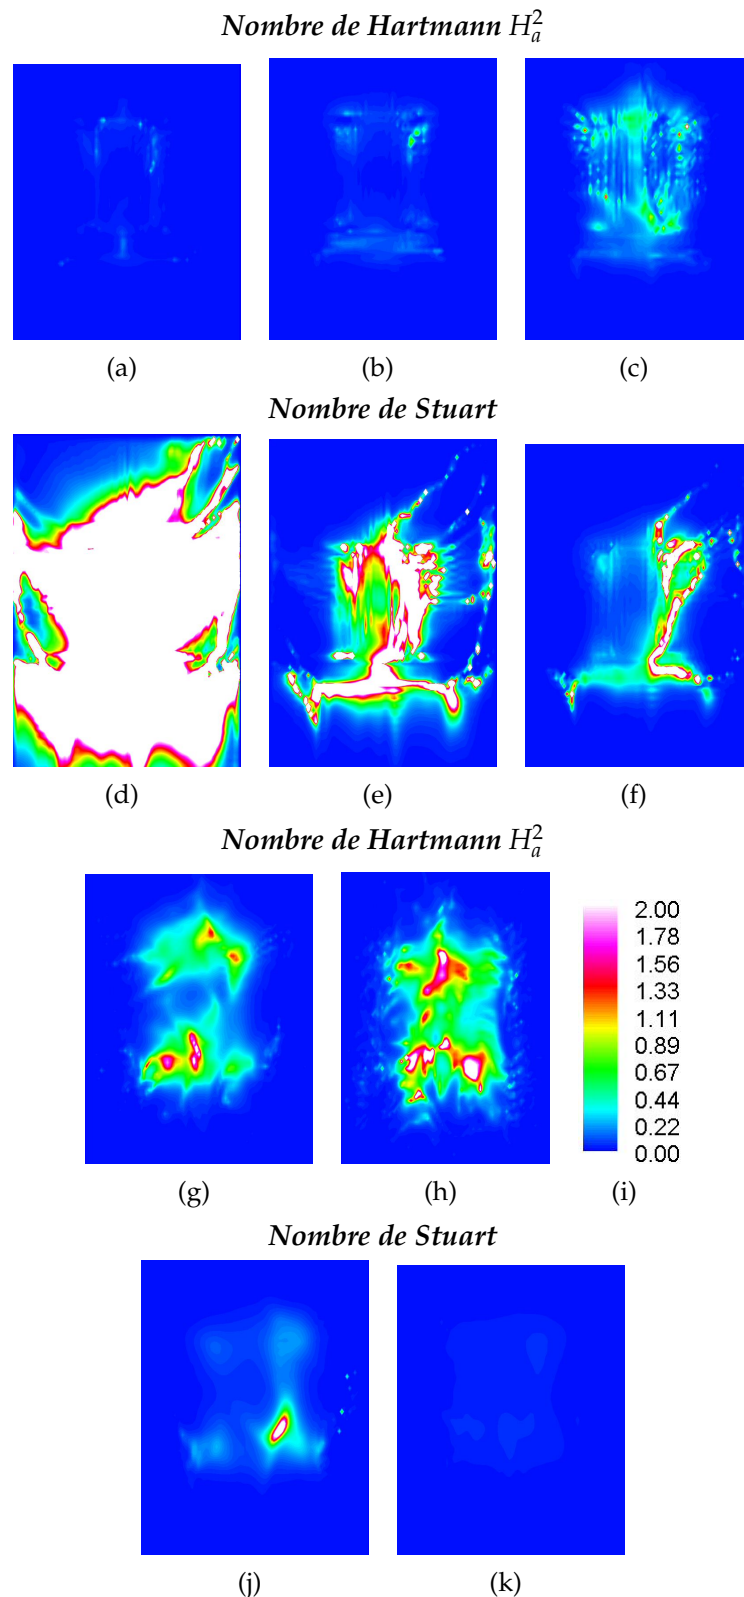 Nombre de Hartmann H_a^2
(a) (b) (c)
Nombre de Stuart
(d) (e) (f)
Nombre de Hartmann H_a^2
2.00
1.78
1.56
1.33
1.11
0.89
0.67
0.44
0.22
0.00
(g) (h) (i)
Nombre de Stuart
(j) (k)